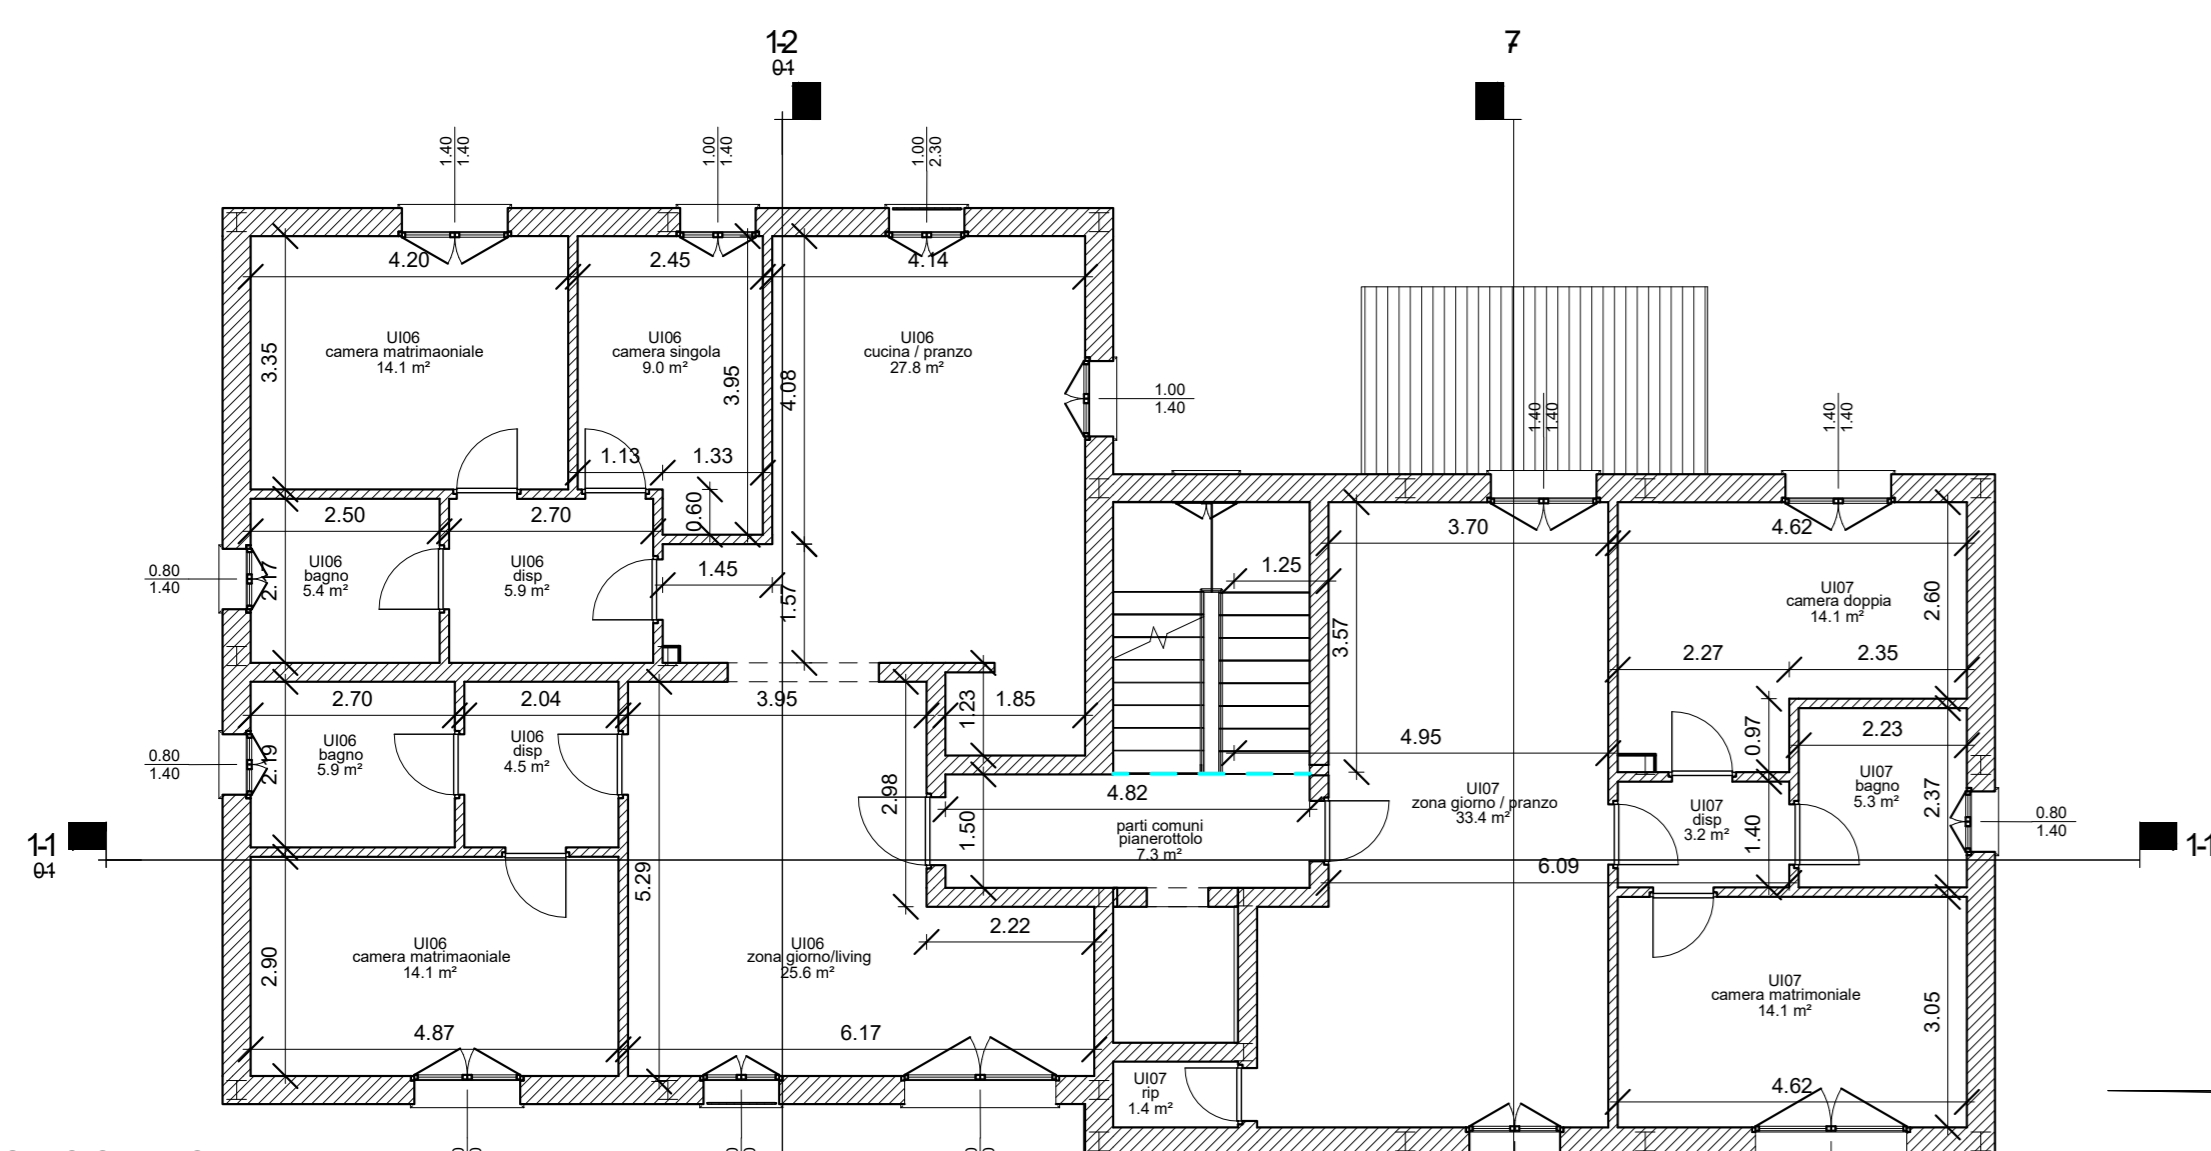 1-2
01
7
1.40
1.40
1.00
1.40
1.00
2.30
4.20
2.45
4.14
UI06
camera matrimaoniale
14.1 m²
UI06
camera singola
9.0 m²
UI06
cucina / pranzo
27.8 m²
3.35
3.95
4.08
1.00
1.40
1.40
1.40
1.40
1.40
1.13
1.33
0.60
2.50
2.70
3.70
4.62
UI06
bagno
5.4 m²
UI06
disp
5.9 m²
0.80
1.40
2.17
1.45
1.57
1.25
UI07
camera doppia
14.1 m²
2.60
3.57
2.27
2.35
2.70
2.04
3.95
1.23
1.85
4.95
0.97
2.23
UI06
bagno
5.9 m²
UI06
disp
4.5 m²
0.80
1.40
2.19
2.98
4.82
UI07
zona giorno / pranzo
33.4 m²
UI07
disp
3.2 m²
UI07
bagno
5.3 m²
2.37
1.50
parti comuni
pianerottolo
7.3 m²
1.40
0.80
1.40
1-1
01
1-1
6.09
5.29
2.22
UI06
camera matrimaoniale
14.1 m²
UI06
zona giorno/living
25.6 m²
2.90
UI07
camera matrimoniale
14.1 m²
3.05
4.87
6.17
UI07
rip
1.4 m²
4.62